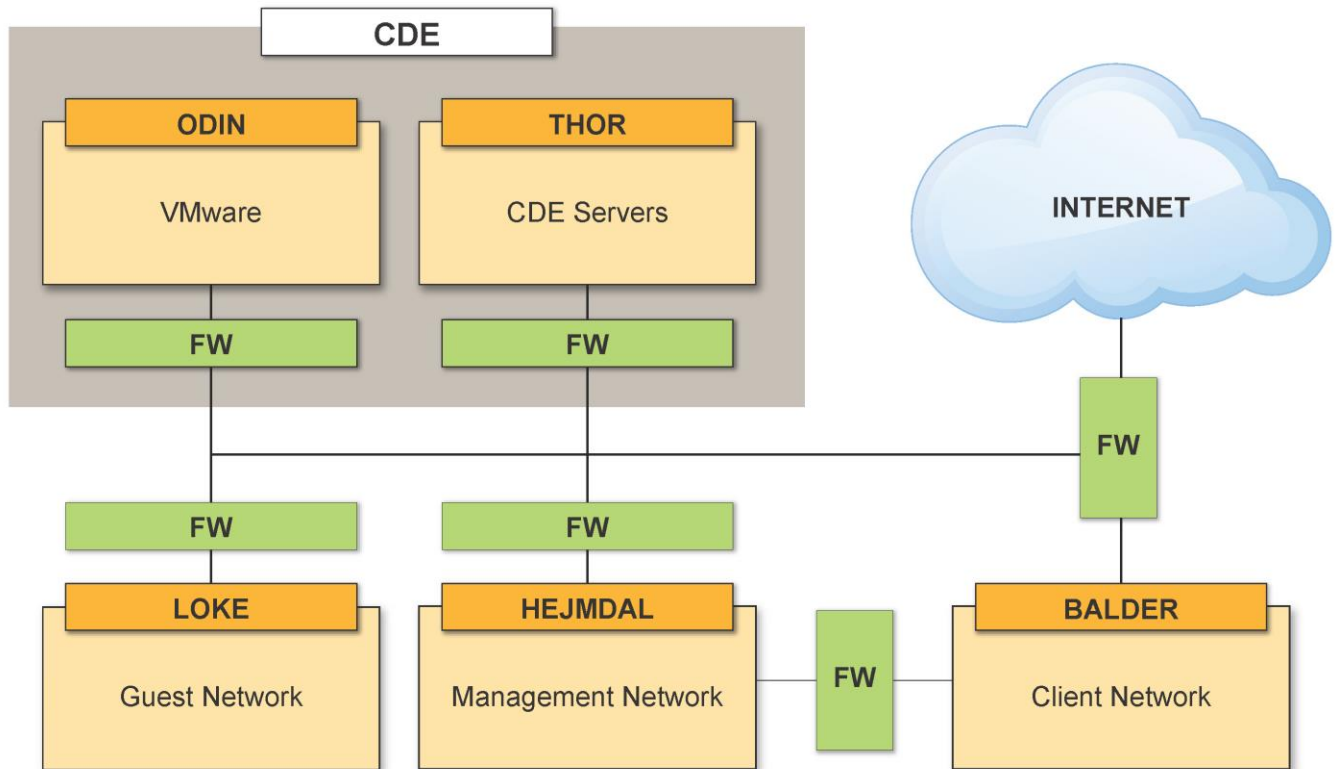 CDE
ODIN
THOR
VMware
CDE Servers
INTERNET
FW
FW
FW
FW
FW
LOKE
HEJMDAL
BALDER
Guest Network
Management Network
FW
Client Network